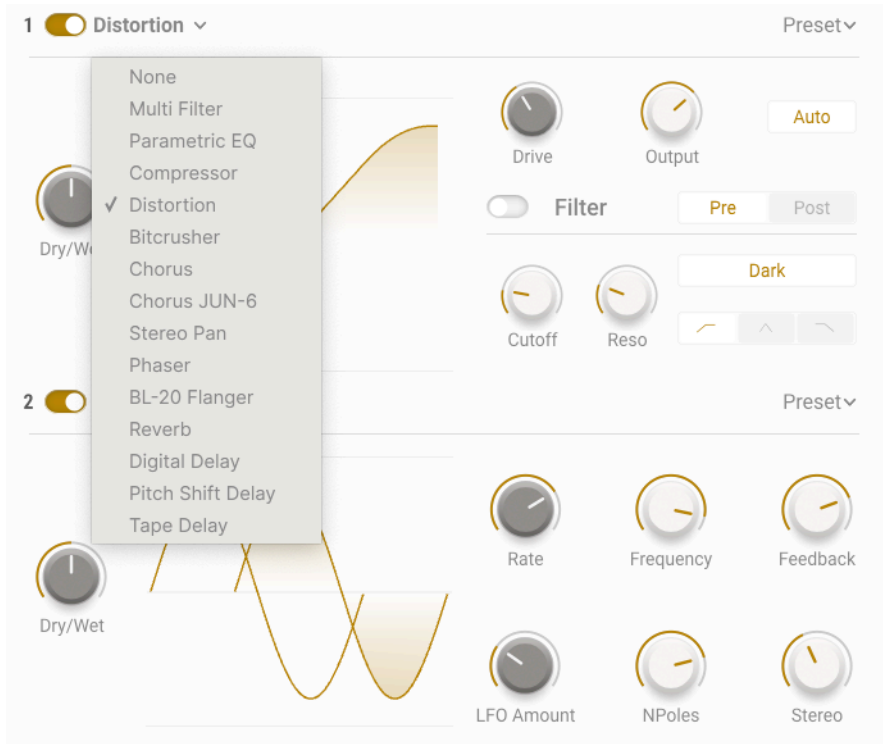 1 Distortion Preset
None
Multi Filter
Parametric EQ
Compressor
✓ Distortion
Bitcrusher
Chorus
Chorus JUN-6
Stereo Pan
Phaser
BL-20 Flanger
Reverb
Digital Delay
Pitch Shift Delay
Tape Delay
Dry/We
Drive Output Auto
Filter Pre Post
Dark
Cutoff Reso
2 Preset
Dry/Wet
Rate Frequency Feedback
LFO Amount NPoles Stereo